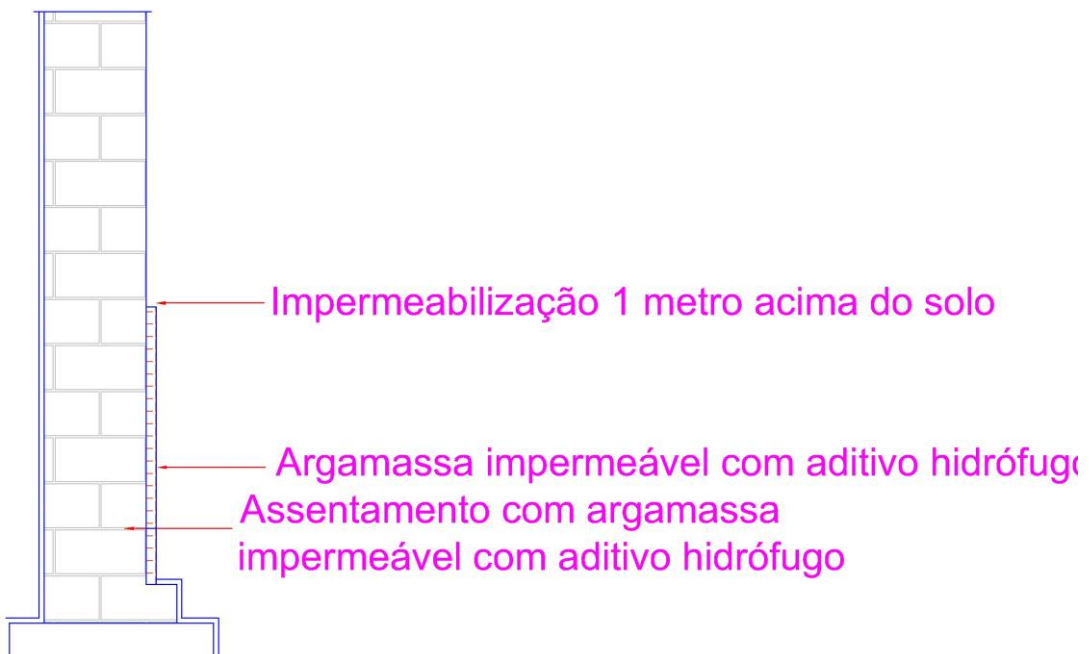 Impermeabilização 1 metro acima do solo
Argamassa impermeável com aditivo hidrófugo
Assentamento com argamassa
impermeável com aditivo hidrófugo